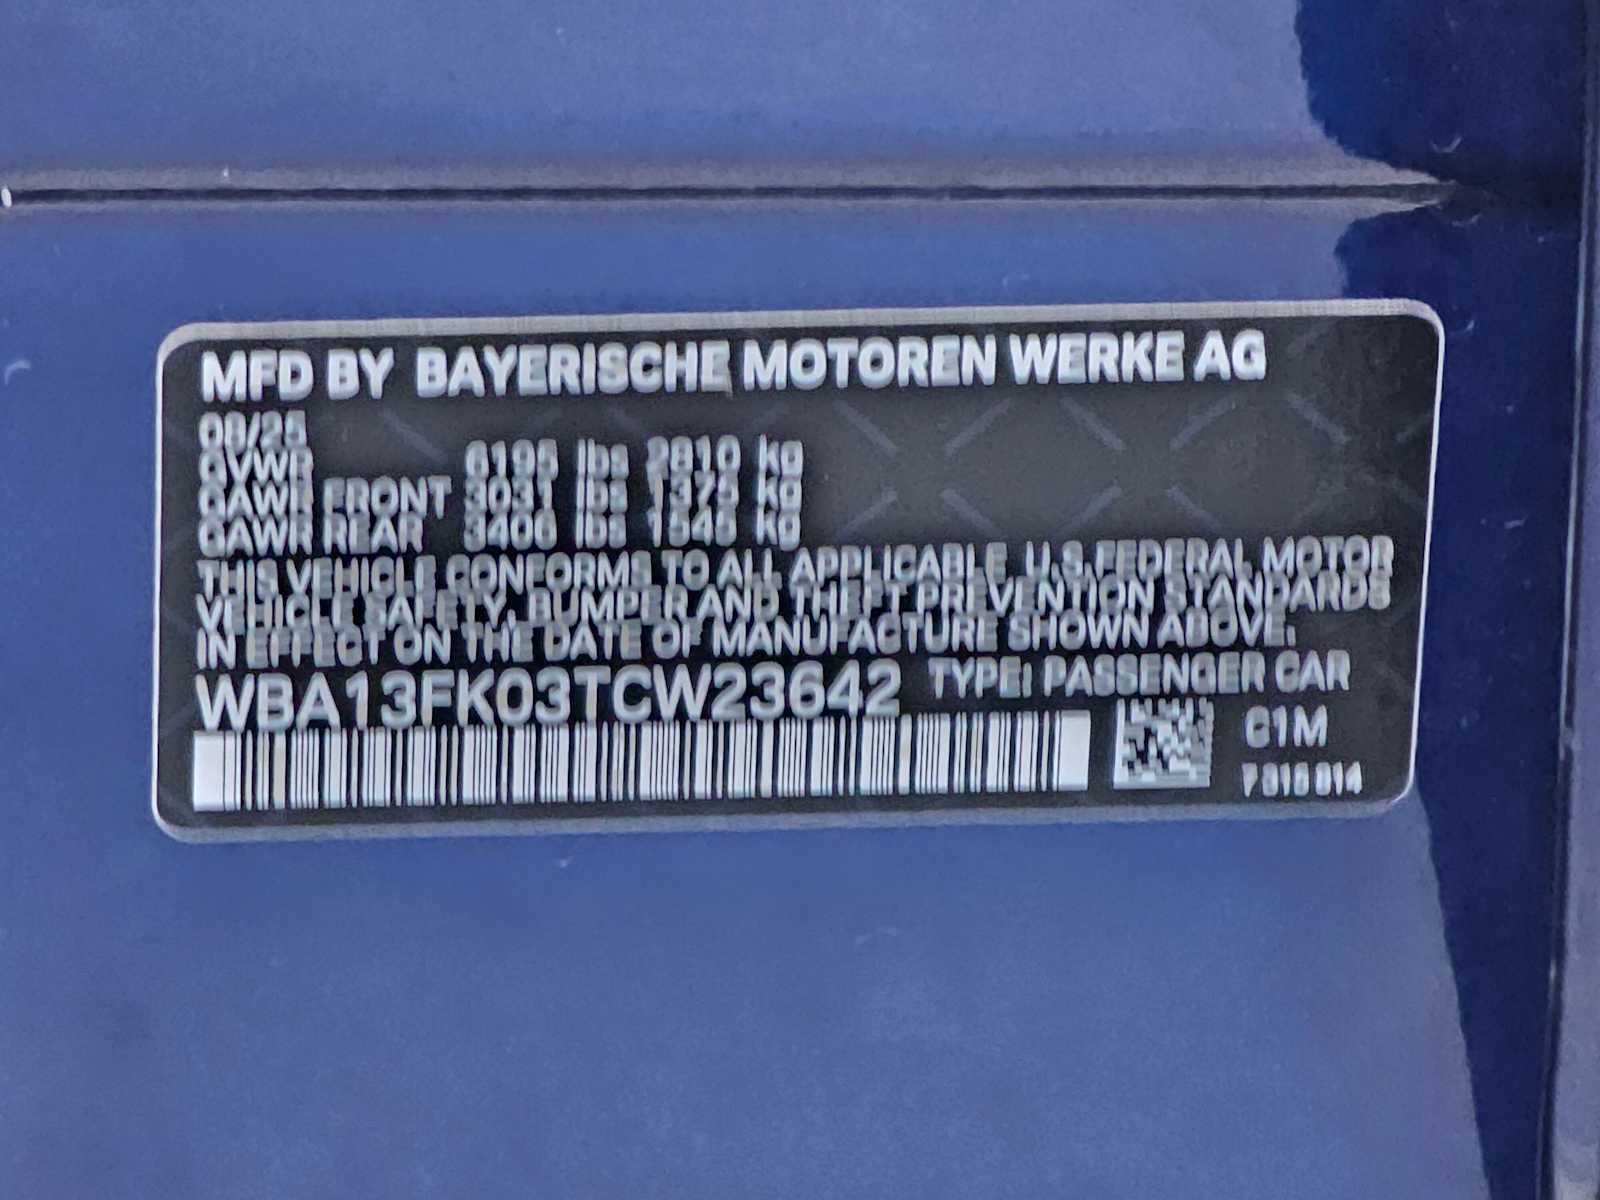 MFD BY BAYERISCHE MOTOREN WERKE AG
08/25
GVWR 6195 lbs 2810 kg
GAWR FRONT 3031 lbs 1375 kg
GAWR REAR 3406 lbs 1545 kg
THIS VEHICLE CONFORMS TO ALL APPLICABLE U.S.FEDERAL MOTOR
VEHICLE SAFETY, BUMPER AND THEFT PREVENTION STANDARDS
IN EFFECT ON THE DATE OF MANUFACTURE SHOWN ABOVE.
WBA13FK03TCW23642 TYPE: PASSENGER CAR
C1M